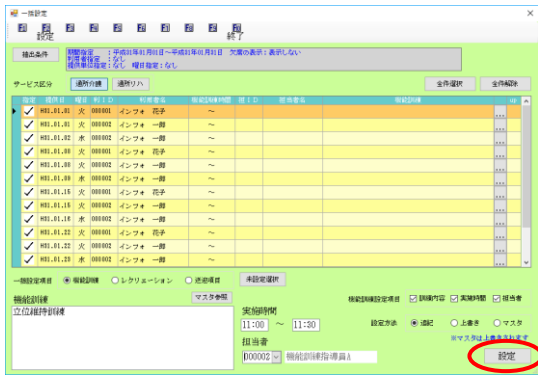 一括設定
設定
終了
抽出条件
期間指定 : 平成31年01月01日～平成31年01月31日 欠席の表示:表示しない
利用者指定 : なし
提供単位指定: なし 曜日指定:なし
サービス区分 通所介護 通所リハ 全件選択 全件解除
指定 提供日 曜日 利ID 利用者名 機能訓練時間 担ID 担当者名 機能訓練 up
H31.01.01 火 000001 インフォ 花子 ～ ...
H31.01.01 火 000002 インフォ 一郎 ～ ...
H31.01.02 水 000002 インフォ 一郎 ～ ...
H31.01.08 火 000001 インフォ 花子 ～ ...
H31.01.08 火 000002 インフォ 一郎 ～ ...
H31.01.09 水 000002 インフォ 一郎 ～ ...
H31.01.15 火 000001 インフォ 花子 ～ ...
H31.01.15 火 000002 インフォ 一郎 ～ ...
H31.01.16 水 000002 インフォ 一郎 ～ ...
H31.01.22 火 000001 インフォ 花子 ～ ...
H31.01.22 火 000002 インフォ 一郎 ～ ...
H31.01.23 水 000002 インフォ 一郎 ～ ...
一括設定項目 機能訓練 レクリェーション 送迎項目 未設定選択
機能訓練 マスタ参照
立位維持訓練
機能訓練設定項目 訓練内容 実施時間 担当者
実施時間
11:00 ～ 11:30
設定方法 追記 上書き マスタ
※マスタは上書きされます
担当者
000002 機能訓練指導員A
設定